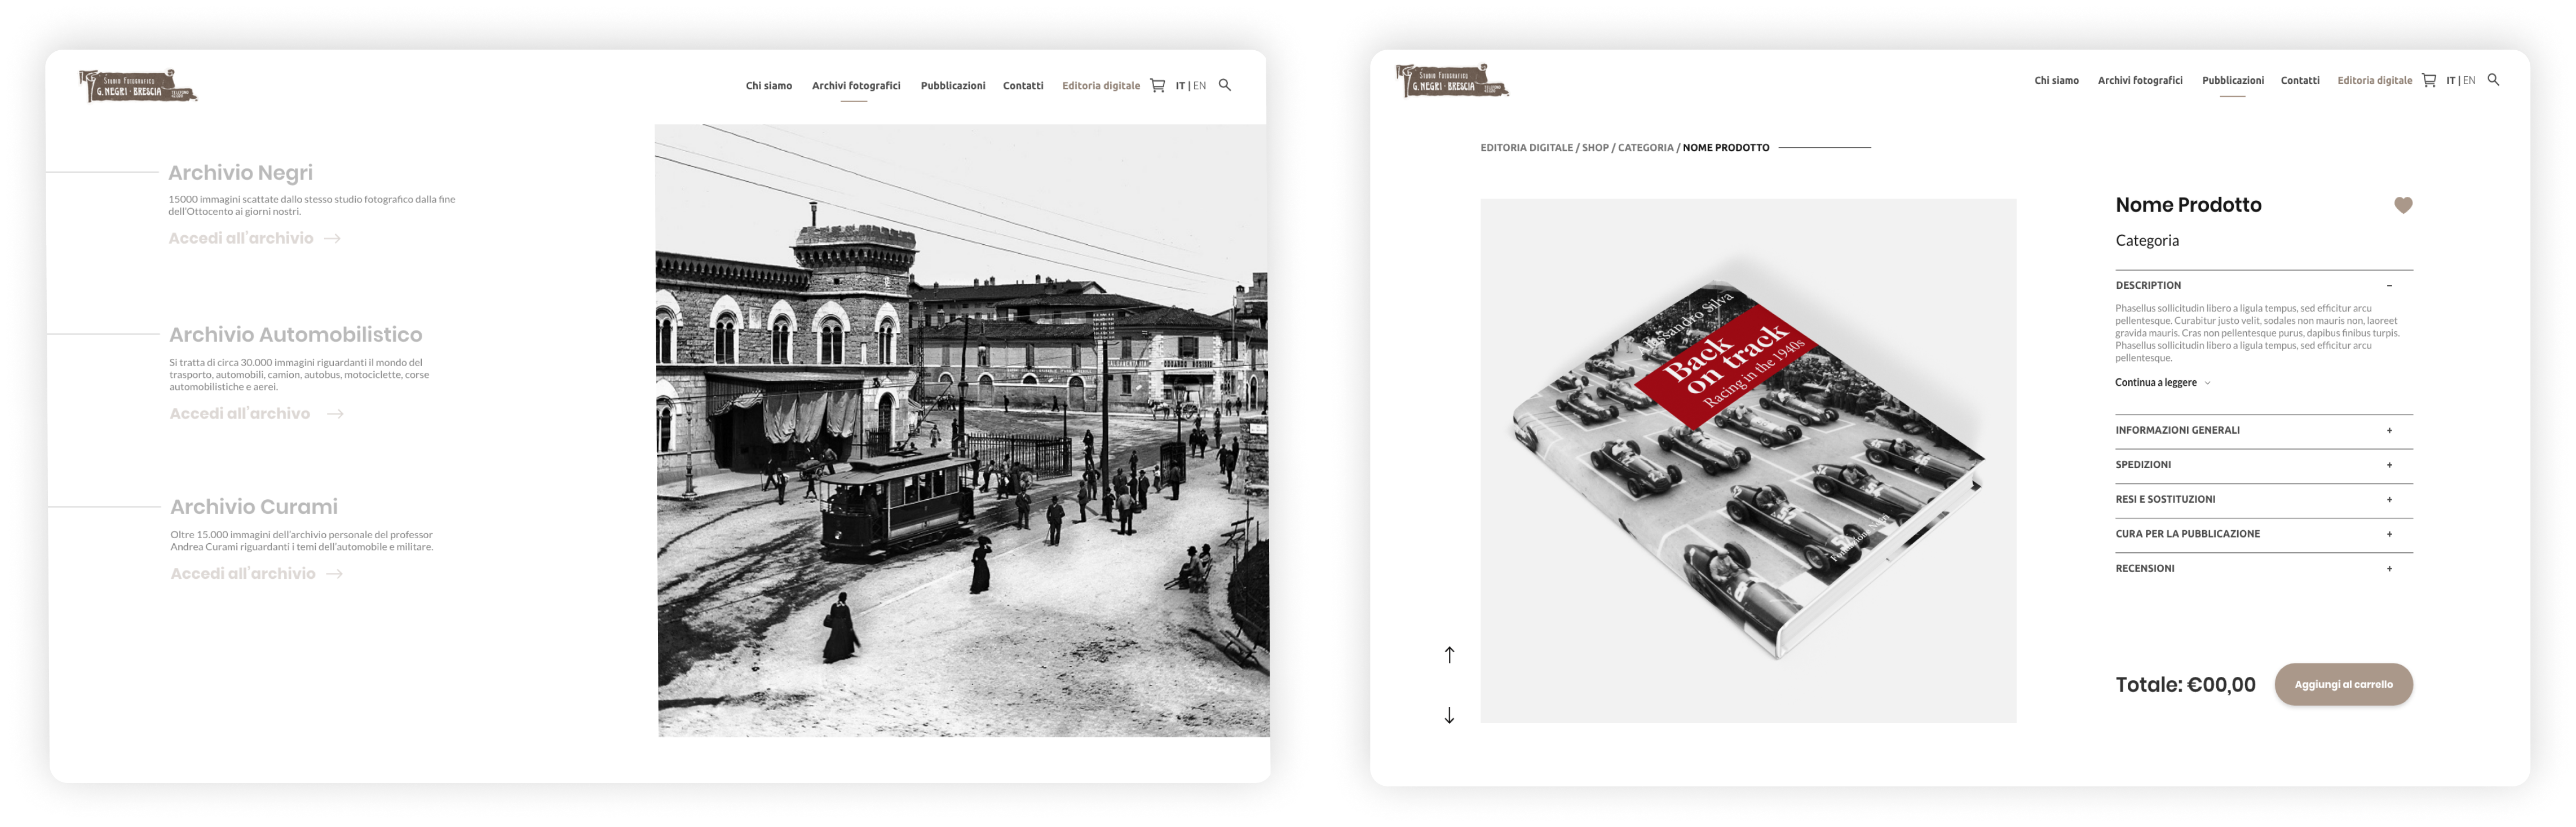 STUDIO FOTOGRAFICO
G. NEGRI · BRESCIA
Chi siamo
Archivi fotografici
Pubblicazioni
Contatti
Editoria digitale
IT | EN
Archivio Negri
15000 immagini scattate dallo stesso studio fotografico dalla fine
dell'Ottocento ai giorni nostri.
Accedi all'archivio
Archivio Automobilistico
Si tratta di circa 30.000 immagini riguardanti il mondo del
trasporto, automobili, camion, autobus, motociclette, corse
automobilistiche e aerei.
Accedi all'archivo
Archivio Curami
Oltre 15.000 immagini dell'archivio personale del professor
Andrea Curami riguardanti i temi dell'automobile e militare.
Accedi all'archivio
STUDIO FOTOGRAFICO
G. NEGRI · BRESCIA
Chi siamo
Archivi fotografici
Pubblicazioni
Contatti
Editoria digitale
IT | EN
EDITORIA DIGITALE / SHOP / CATEGORIA / NOME PRODOTTO
Silva
Back
on track
Racing in the 1940s
Nome Prodotto
Categoria
DESCRIPTION −
Phasellus sollicitudin libero a ligula tempus, sed efficitur arcu
pellentesque. Curabitur justo velit, sodales non mauris non, laoreet
gravida mauris. Cras non pellentesque purus, dapibus finibus turpis.
Phasellus sollicitudin libero a ligula tempus, sed efficitur arcu
pellentesque.
Continua a leggere
INFORMAZIONI GENERALI +
SPEDIZIONI +
RESI E SOSTITUZIONI +
CURA PER LA PUBBLICAZIONE +
RECENSIONI +
Totale: €00,00
Aggiungi al carrello